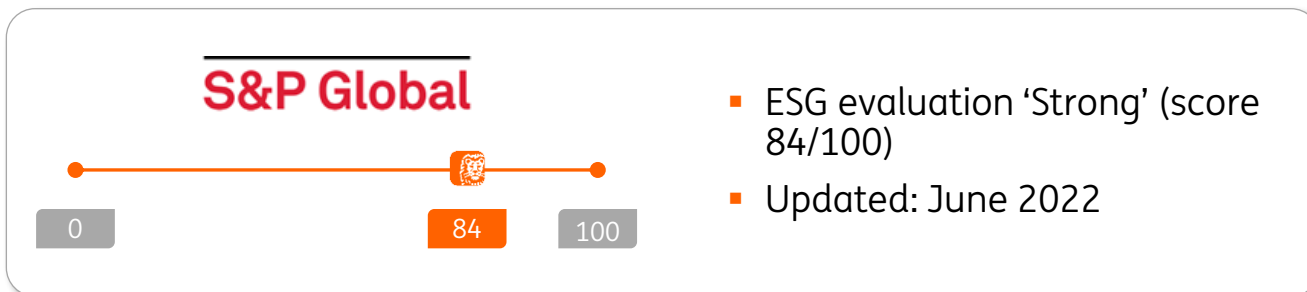 S&P Global
0
84
100
▪ ESG evaluation ‘Strong’ (score
84/100)
▪ Updated: June 2022